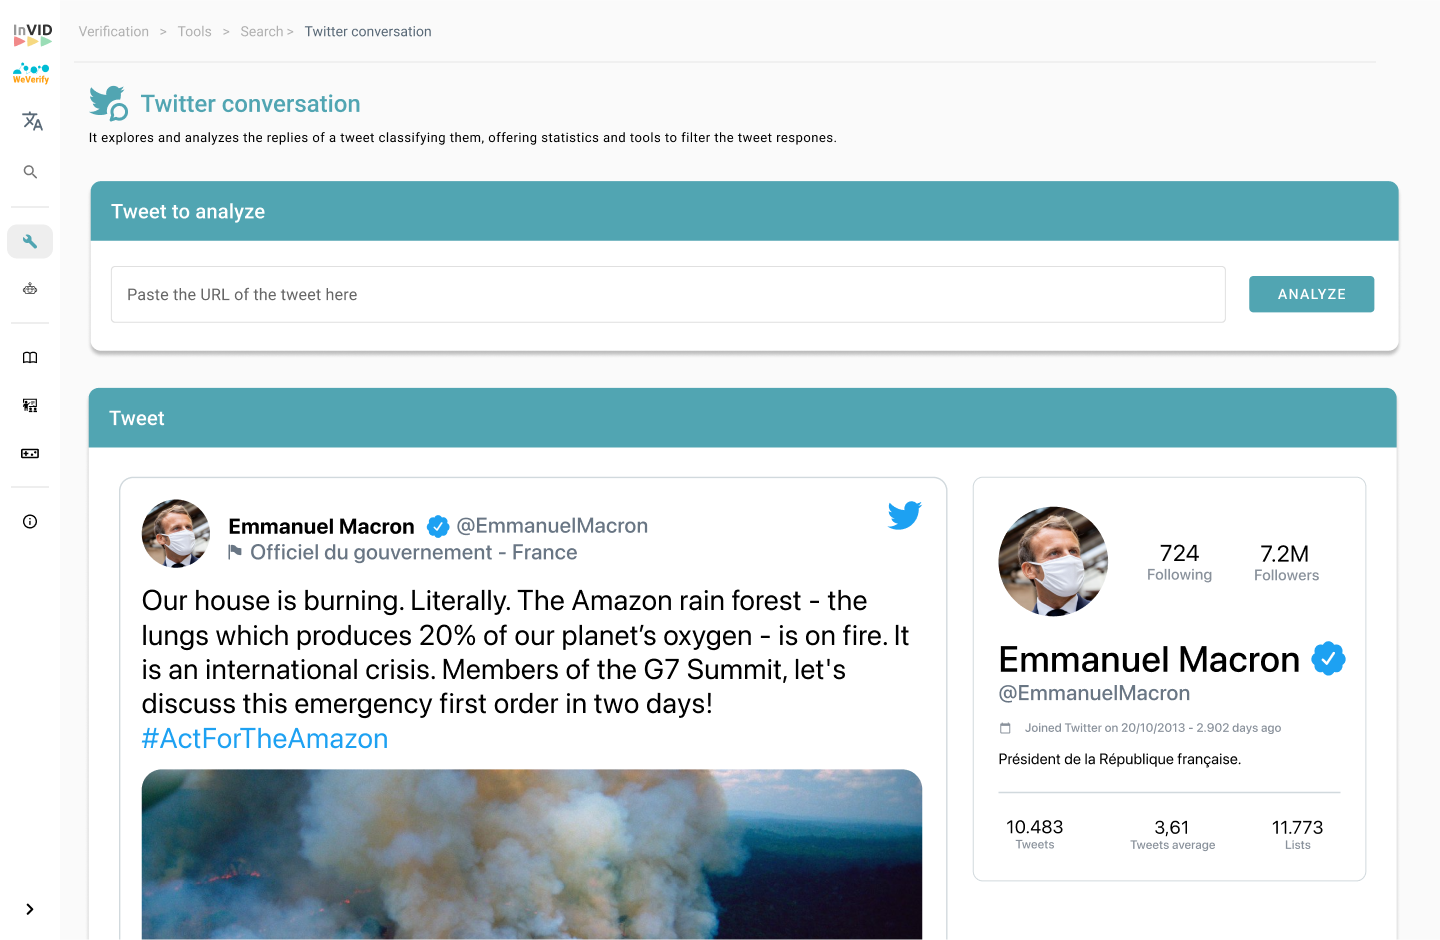 InVID
WeVerify
Verification > Tools > Search > Twitter conversation
Twitter conversation
It explores and analyzes the replies of a tweet classifying them, offering statistics and tools to filter the tweet respones.
Tweet to analyze
Paste the URL of the tweet here
ANALYZE
Tweet
Emmanuel Macron @EmmanuelMacron
Officiel du gouvernement - France
Our house is burning. Literally. The Amazon rain forest - the
lungs which produces 20% of our planet’s oxygen - is on fire. It
is an international crisis. Members of the G7 Summit, let's
discuss this emergency first order in two days!
#ActForTheAmazon
724
Following
7.2M
Followers
Emmanuel Macron
@EmmanuelMacron
Joined Twitter on 20/10/2013 - 2.902 days ago
Président de la République française.
10.483
Tweets
3,61
Tweets average
11.773
Lists